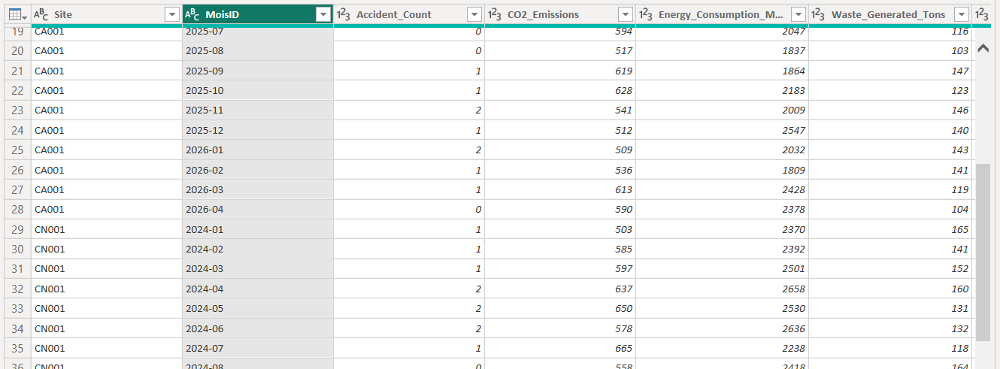 ABC Site ABC MoisID 123 Accident_Count 123 CO2_Emissions 123 Energy_Consumption_M... 123 Waste_Generated_Tons 123
19 CA001 2025-07 0 594 2047 116
20 CA001 2025-08 0 517 1837 103
21 CA001 2025-09 1 619 1864 147
22 CA001 2025-10 1 628 2183 123
23 CA001 2025-11 2 541 2009 146
24 CA001 2025-12 1 512 2547 140
25 CA001 2026-01 2 509 2032 143
26 CA001 2026-02 1 536 1809 141
27 CA001 2026-03 1 613 2428 119
28 CA001 2026-04 0 590 2378 104
29 CN001 2024-01 1 503 2370 165
30 CN001 2024-02 1 585 2392 141
31 CN001 2024-03 1 597 2501 152
32 CN001 2024-04 2 637 2658 160
33 CN001 2024-05 2 650 2530 131
34 CN001 2024-06 2 578 2636 132
35 CN001 2024-07 1 665 2238 118
36 CN001 2024-08 0 558 2418 164